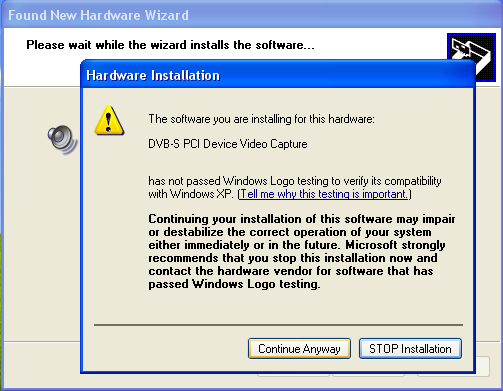 Found New Hardware Wizard
Please wait while the wizard installs the software...
Hardware Installation
The software you are installing for this hardware:
DVB-S PCI Device Video Capture
has not passed Windows Logo testing to verify its compatibility
with Windows XP. (Tell me why this testing is important.)
Continuing your installation of this software may impair
or destabilize the correct operation of your system
either immediately or in the future. Microsoft strongly
recommends that you stop this installation now and
contact the hardware vendor for software that has
passed Windows Logo testing.
Continue Anyway STOP Installation